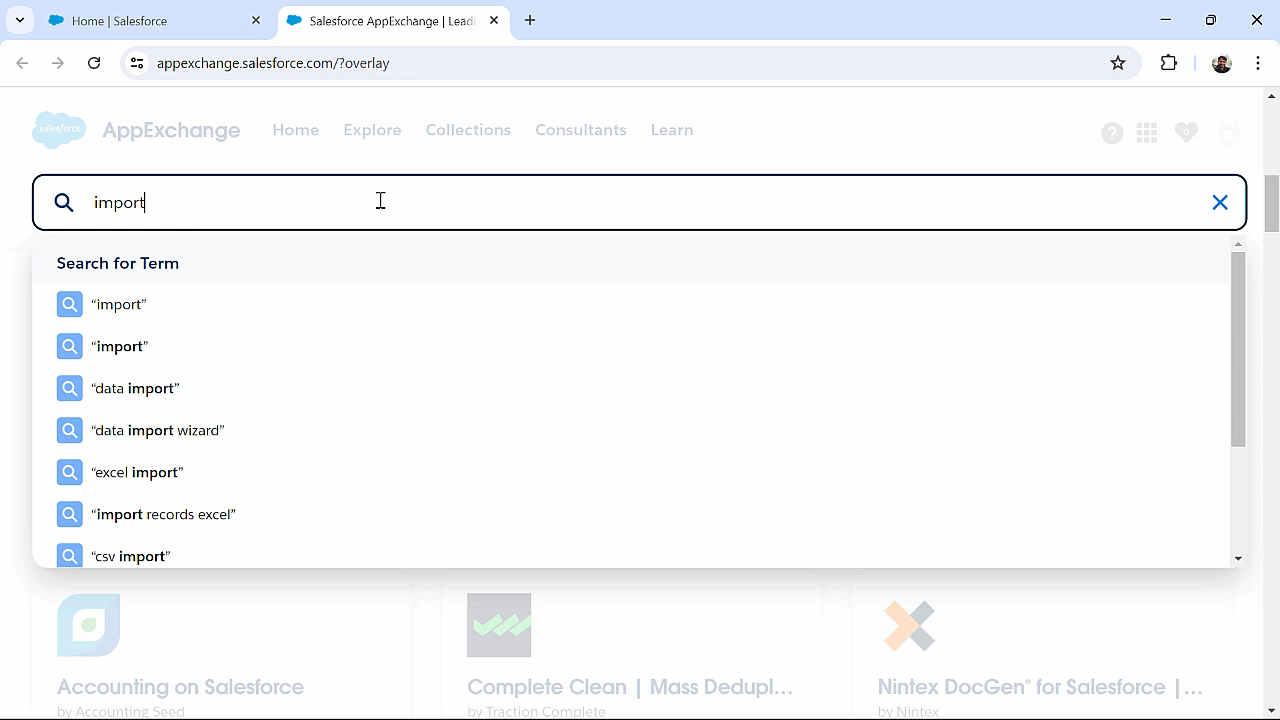 Home | Salesforce
Salesforce AppExchange | Leadi
appexchange.salesforce.com/?overlay
salesforce
AppExchange
Home
Explore
Collections
Consultants
Learn
0
import
Search for Term
“import”
“import”
“data import”
“data import wizard”
“excel import”
“import records excel”
“csv import”
Accounting on Salesforce
by Accounting Seed
Complete Clean | Mass Dedupl...
by Traction Complete
Nintex DocGen® for Salesforce |...
by Nintex